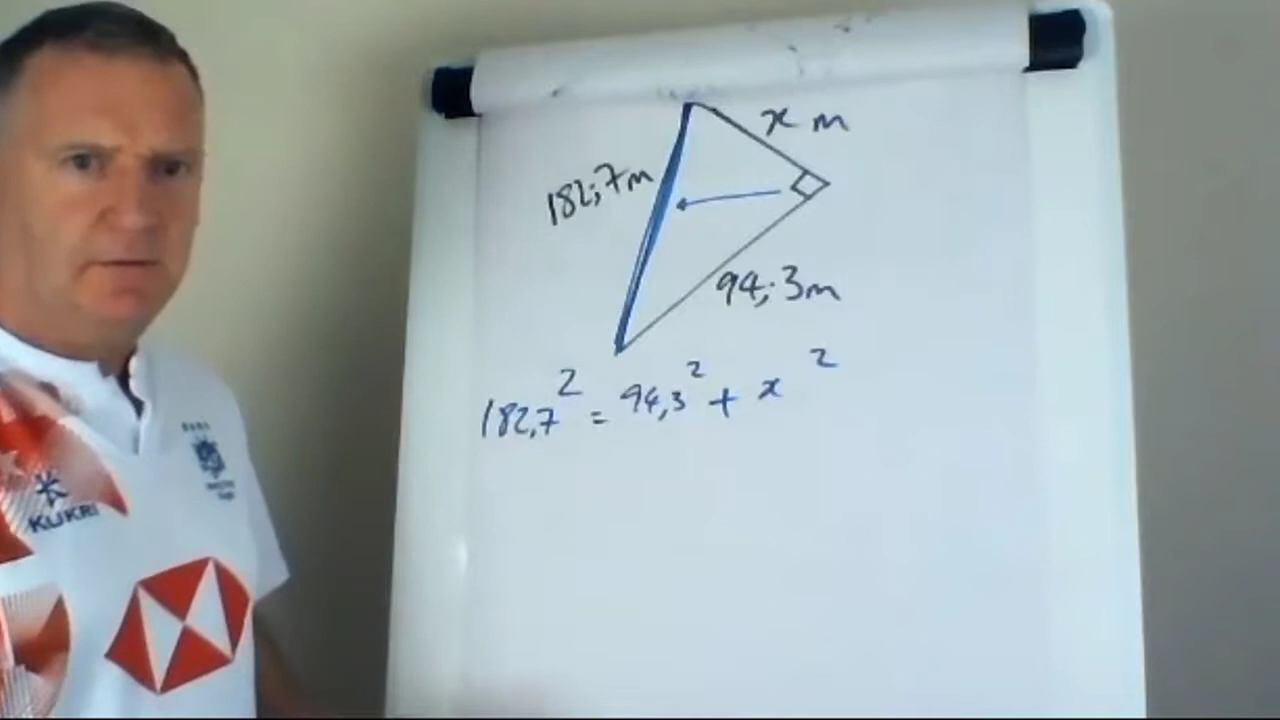 x m
182,7m
94,3m
182,7² = 94,3² + x²
KUKRI